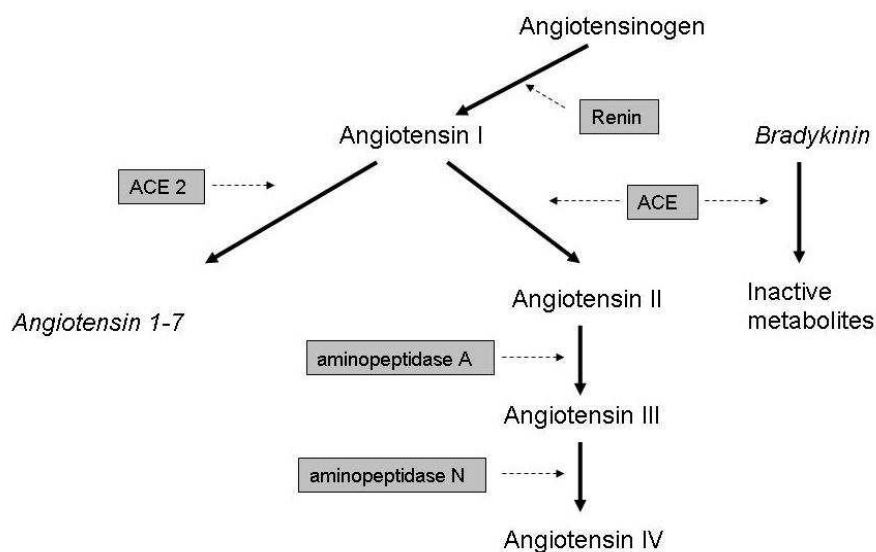 Angiotensinogen
Renin
Angiotensin I
Bradykinin
ACE 2
ACE
Angiotensin II
Inactive
metabolites
Angiotensin 1-7
aminopeptidase A
Angiotensin III
aminopeptidase N
Angiotensin IV